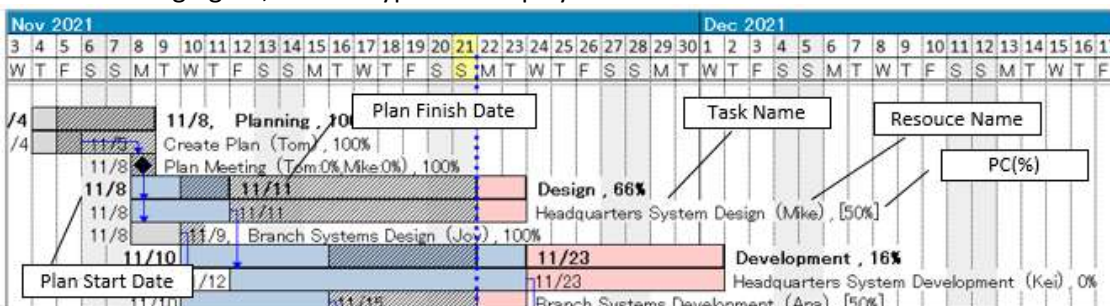 Nov 2021 Dec 2021
3 4 5 6 7 8 9 10 11 12 13 14 15 16 17 18 19 20 21 22 23 24 25 26 27 28 29 30 1 2 3 4 5 6 7 8 9 10 11 12 13 14 15 16 1
W T F S S M T W T F S S M T W T F S S M T W T F S S M T W T F S S M T W T F S S M T W T F
Plan Finish Date
Task Name
Resouce Name
PC(%)
/4 11/8, Planning , 100
/4 11/5 Create Plan (Tom) , 100%
11/8 Plan Meeting (Tom:0%,Mike:0%) , 100%
11/8 11/11 Design , 66%
11/8 11/11 Headquarters System Design (Mike) , [50%]
11/8 11/9, Branch Systems Design (Joy) , 100%
11/10 11/23 Development , 16%
Plan Start Date
/12 11/23 Headquarters System Development (Kei) , 0%
11/10 11/15 Branch Systems Development (Ana) , [50%]